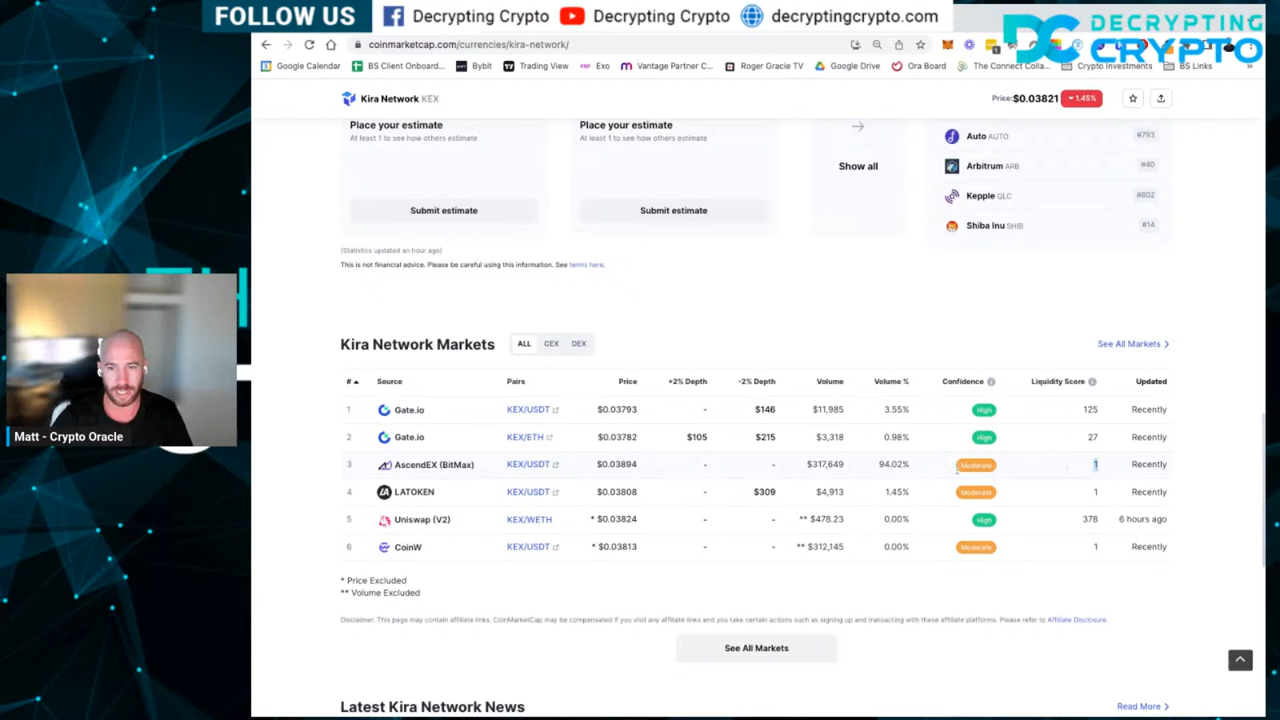 FOLLOW US
Decrypting Crypto
Decrypting Crypto
decryptingcrypto.com
DECRYPTING
CRYPTO
coinmarketcap.com/currencies/kira-network/
Google Calendar
BS Client Onboard...
Bybit
Trading View
Exo
Vantage Partner C...
Roger Gracie TV
Google Drive
Ora Board
The Connect Colla...
Crypto Investments
BS Links
Kira Network KEX
Price: $0.03821 1.45%
Place your estimate
At least 1 to see how others estimate
Submit estimate
Place your estimate
At least 1 to see how others estimate
Submit estimate
Show all
Auto AUTO #793
Arbitrum ARB #40
Kepple QLC #602
Shiba Inu SHIB #14
(Statistics updated an hour ago)
This is not financial advice. Please be careful using this information. See terms here.
Kira Network Markets ALL CEX DEX See All Markets
# Source Pairs Price +2% Depth -2% Depth Volume Volume % Confidence Liquidity Score Updated
1 Gate.io KEX/USDT $0.03793 - $146 $11,985 3.55% High 125 Recently
2 Gate.io KEX/ETH $0.03782 $105 $215 $3,318 0.98% High 27 Recently
3 AscendEX (BitMax) KEX/USDT $0.03894 - - $317,649 94.02% Moderate 1 Recently
4 LATOKEN KEX/USDT $0.03808 - $309 $4,913 1.45% Moderate 1 Recently
5 Uniswap (V2) KEX/WETH * $0.03824 - - ** $478.23 0.00% High 378 6 hours ago
6 CoinW KEX/USDT * $0.03813 - - ** $312,145 0.00% Moderate 1 Recently
* Price Excluded
** Volume Excluded
Disclaimer: This page may contain affiliate links. CoinMarketCap may be compensated if you visit any affiliate links and you take certain actions such as signing up and transacting with these affiliate platforms. Please refer to Affiliate Disclosure.
See All Markets
Latest Kira Network News Read More
Matt - Crypto Oracle